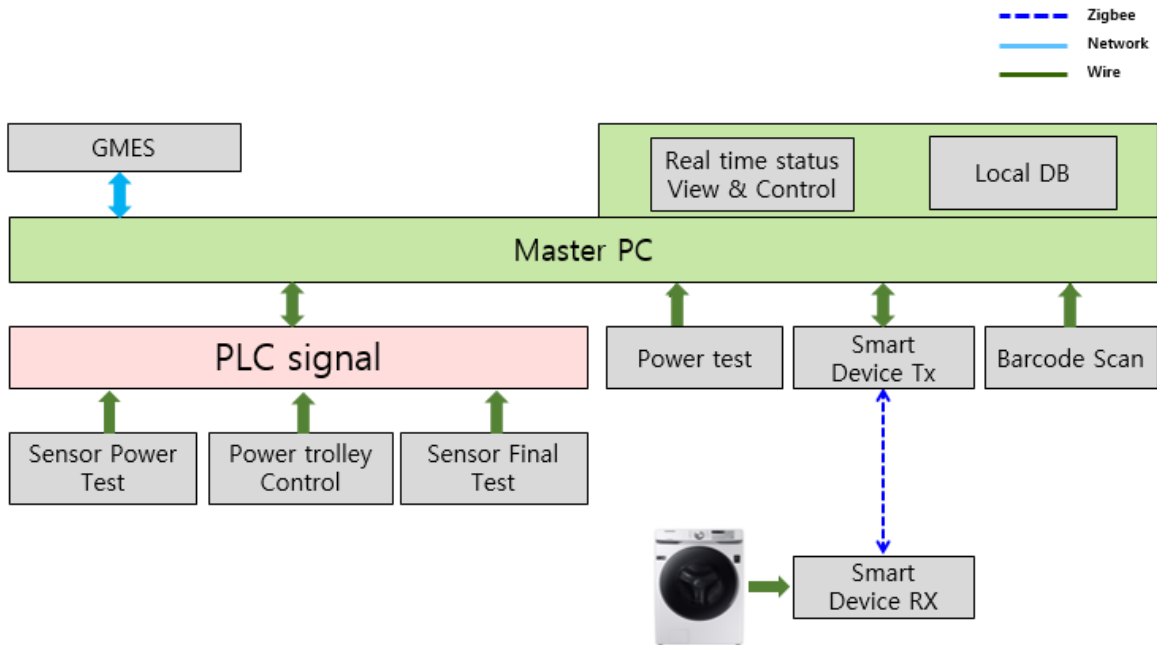 Zigbee
Network
Wire
GMES
Real time status
View & Control
Local DB
Master PC
PLC signal
Power test
Smart
Device Tx
Barcode Scan
Sensor Power
Test
Power trolley
Control
Sensor Final
Test
Smart
Device RX